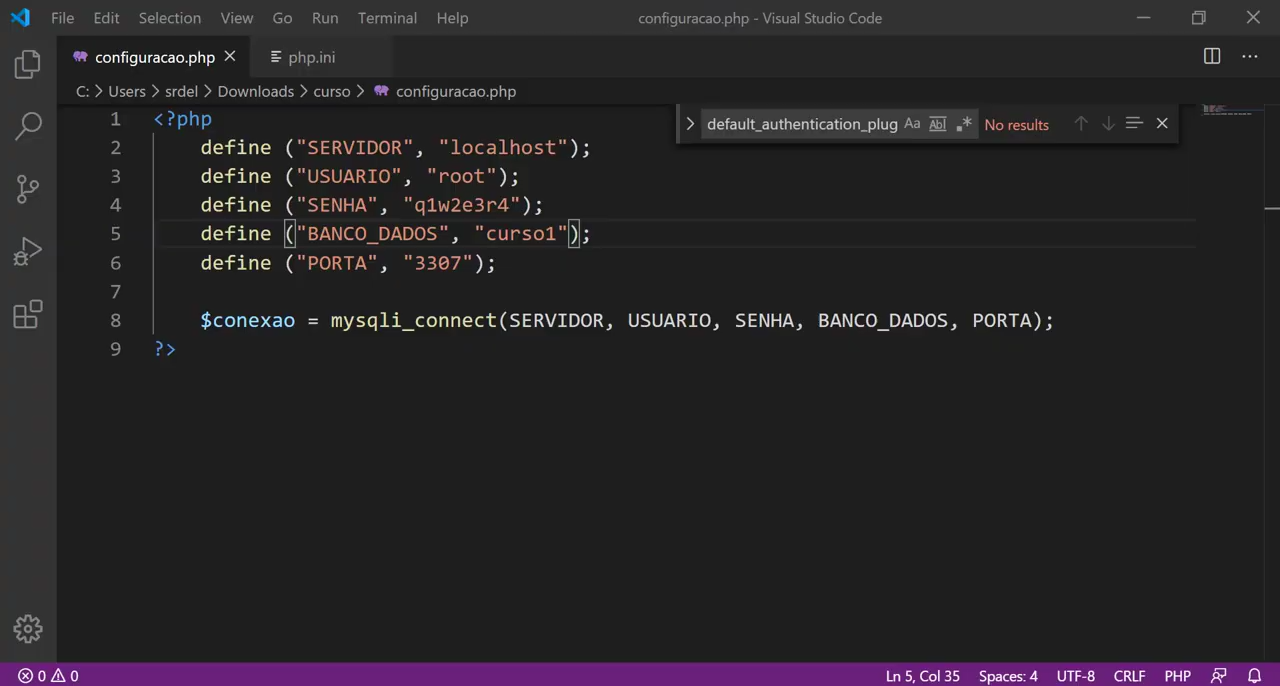 File Edit Selection View Go Run Terminal Help configuracao.php - Visual Studio Code
configuracao.php php.ini
C: > Users > srdel > Downloads > curso > configuracao.php
default_authentication_plug Aa Abl .* No results
1 <?php
2 define ("SERVIDOR", "localhost");
3 define ("USUARIO", "root");
4 define ("SENHA", "q1w2e3r4");
5 define ("BANCO_DADOS", "curso1");
6 define ("PORTA", "3307");
7
8 $conexao = mysqli_connect(SERVIDOR, USUARIO, SENHA, BANCO_DADOS, PORTA);
9 ?>
0 0 Ln 5, Col 35 Spaces: 4 UTF-8 CRLF PHP